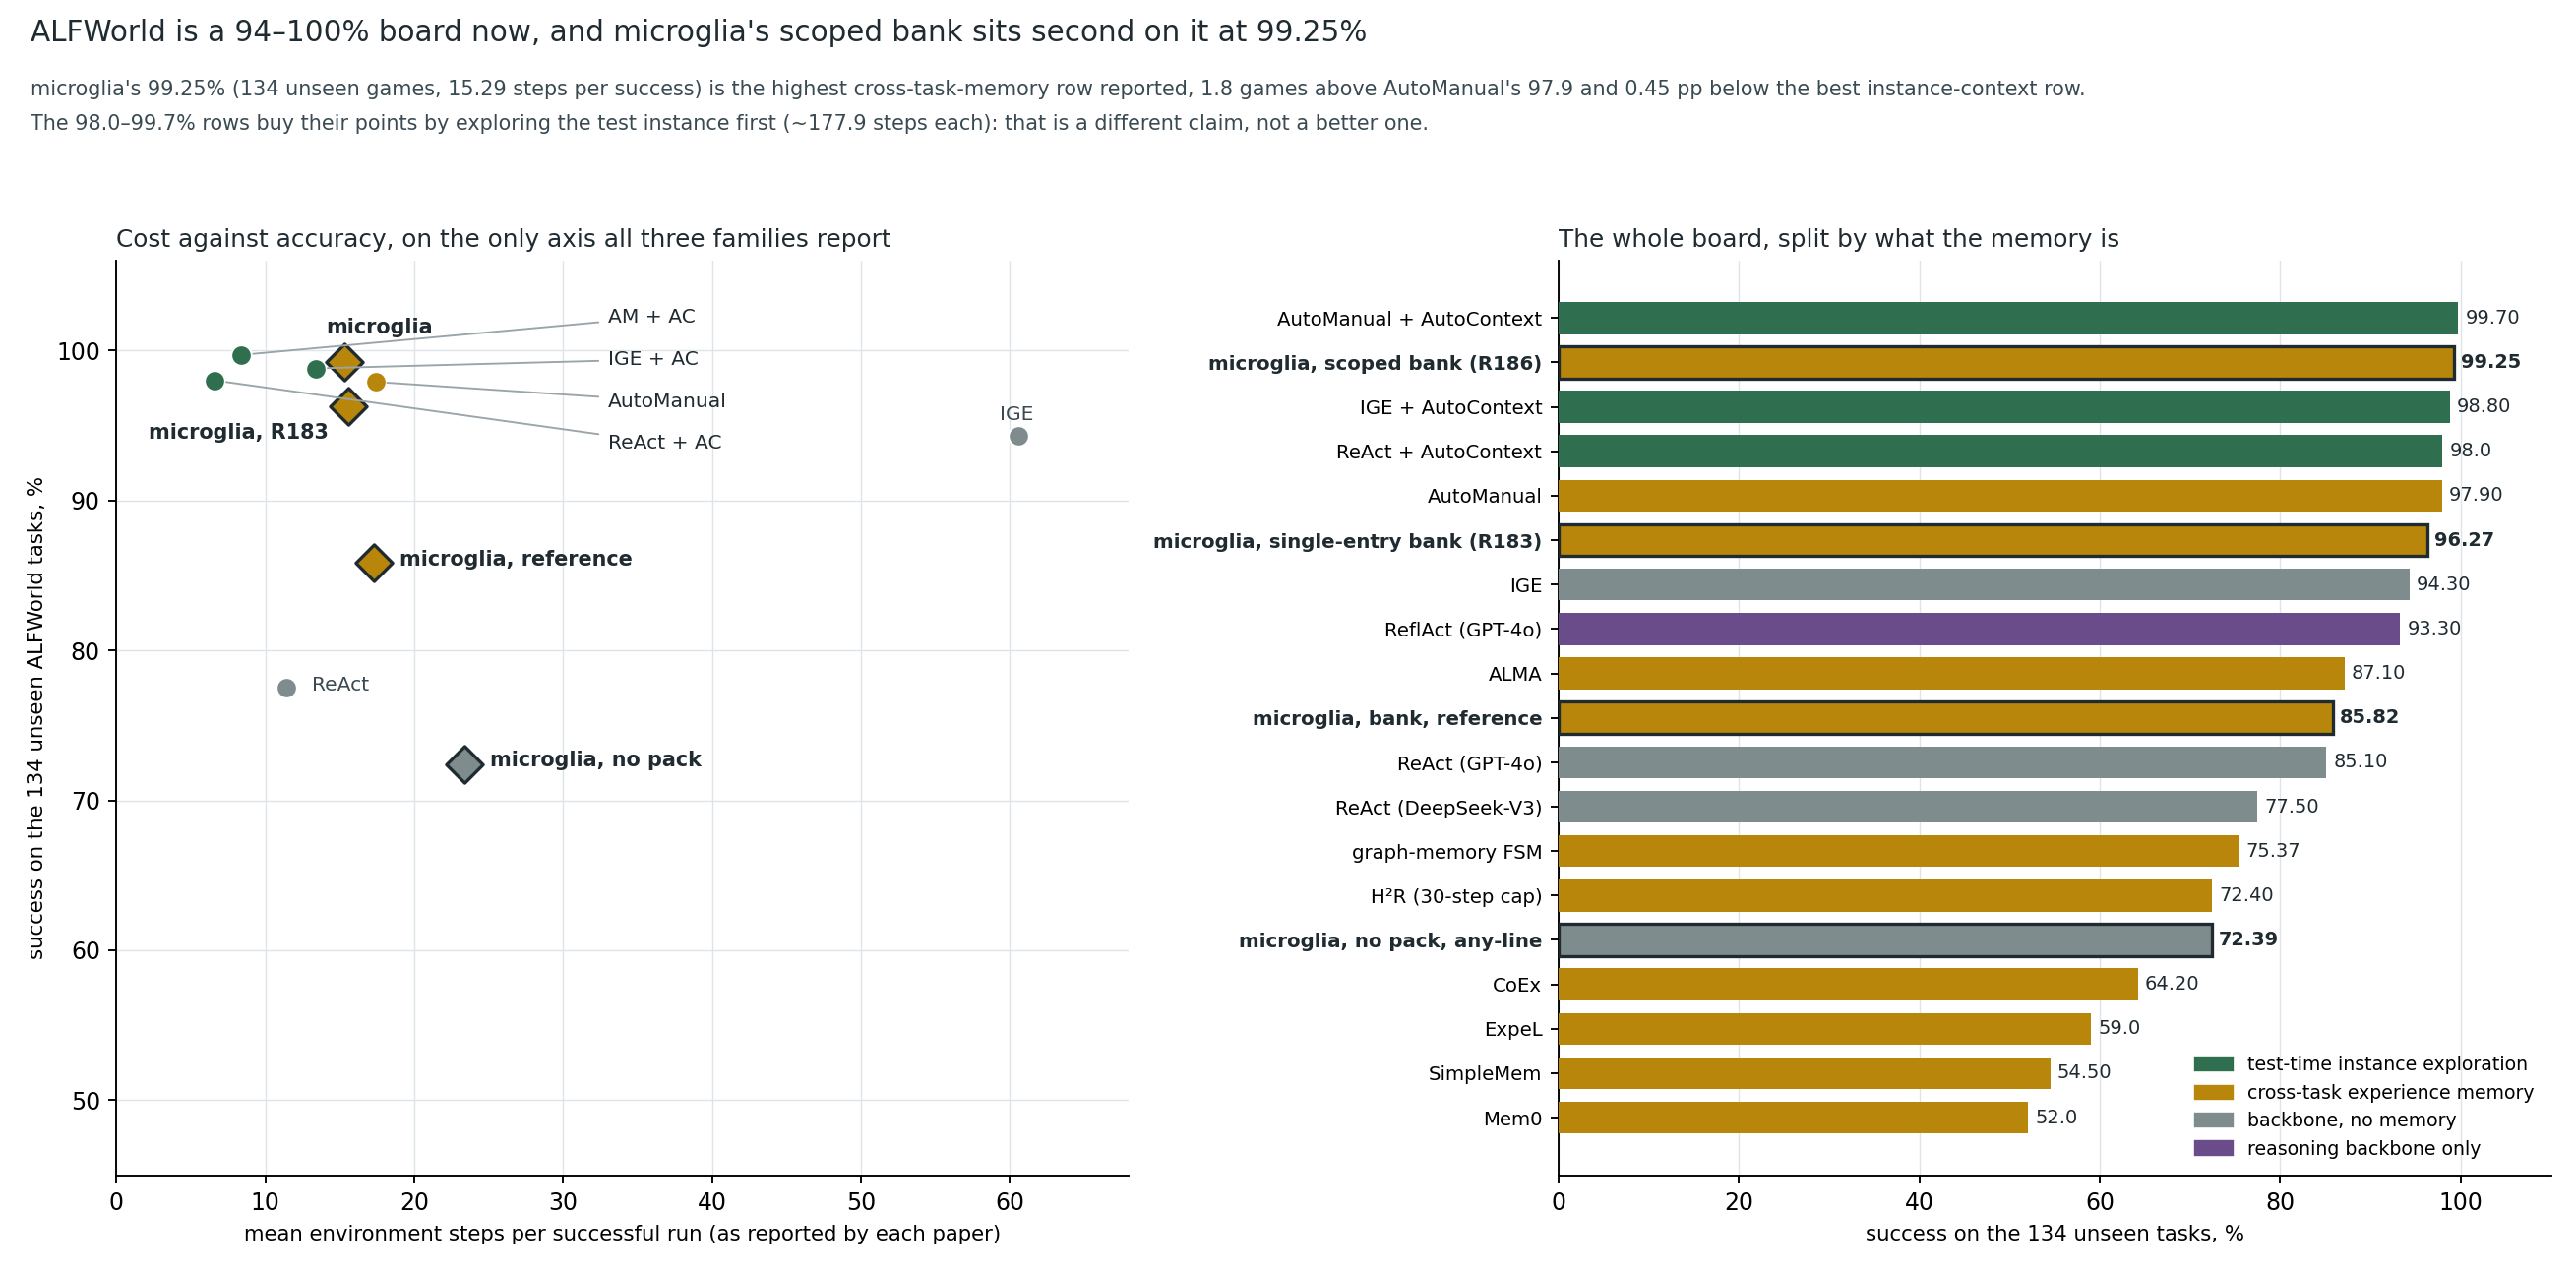 ALFWorld is a 94–100% board now, and microglia's scoped bank sits second on it at 99.25%
microglia's 99.25% (134 unseen games, 15.29 steps per success) is the highest cross-task-memory row reported, 1.8 games above AutoManual's 97.9 and 0.45 pp below the best instance-context row.
The 98.0–99.7% rows buy their points by exploring the test instance first (~177.9 steps each): that is a different claim, not a better one.
Cost against accuracy, on the only axis all three families report
success on the 134 unseen ALFWorld tasks, %
100
90
80
70
60
50
microglia
AM + AC
IGE + AC
AutoManual
ReAct + AC
IGE
microglia, R183
microglia, reference
ReAct
microglia, no pack
0 10 20 30 40 50 60
mean environment steps per successful run (as reported by each paper)
The whole board, split by what the memory is
AutoManual + AutoContext 99.70
microglia, scoped bank (R186) 99.25
IGE + AutoContext 98.80
ReAct + AutoContext 98.0
AutoManual 97.90
microglia, single-entry bank (R183) 96.27
IGE 94.30
ReflAct (GPT-4o) 93.30
ALMA 87.10
microglia, bank, reference 85.82
ReAct (GPT-4o) 85.10
ReAct (DeepSeek-V3) 77.50
graph-memory FSM 75.37
H²R (30-step cap) 72.40
microglia, no pack, any-line 72.39
CoEx 64.20
ExpeL 59.0
SimpleMem 54.50
Mem0 52.0
test-time instance exploration
cross-task experience memory
backbone, no memory
reasoning backbone only
0 20 40 60 80 100
success on the 134 unseen tasks, %